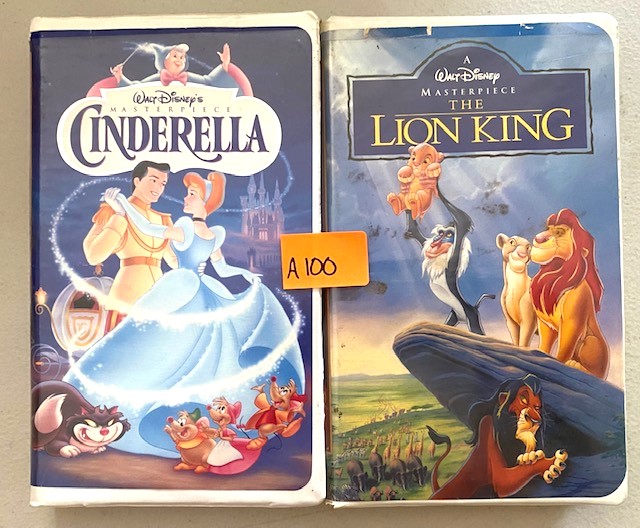 WALT DISNEY'S
MASTERPIECE
CINDERELLA
A
WALT DISNEY
MASTERPIECE
THE
LION KING
A 100